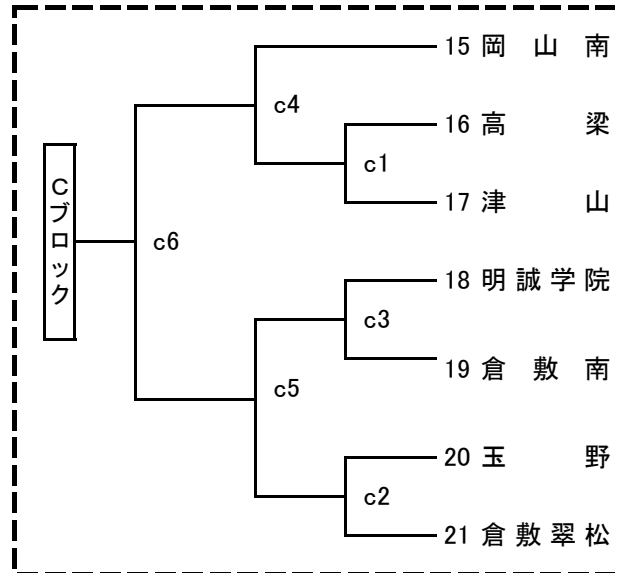 15 岡山南
c4
16 高梁
c1
17 津山
Cブロック
c6
18 明誠学院
c3
19 倉敷南
c5
20 玉野
c2
21 倉敷翠松